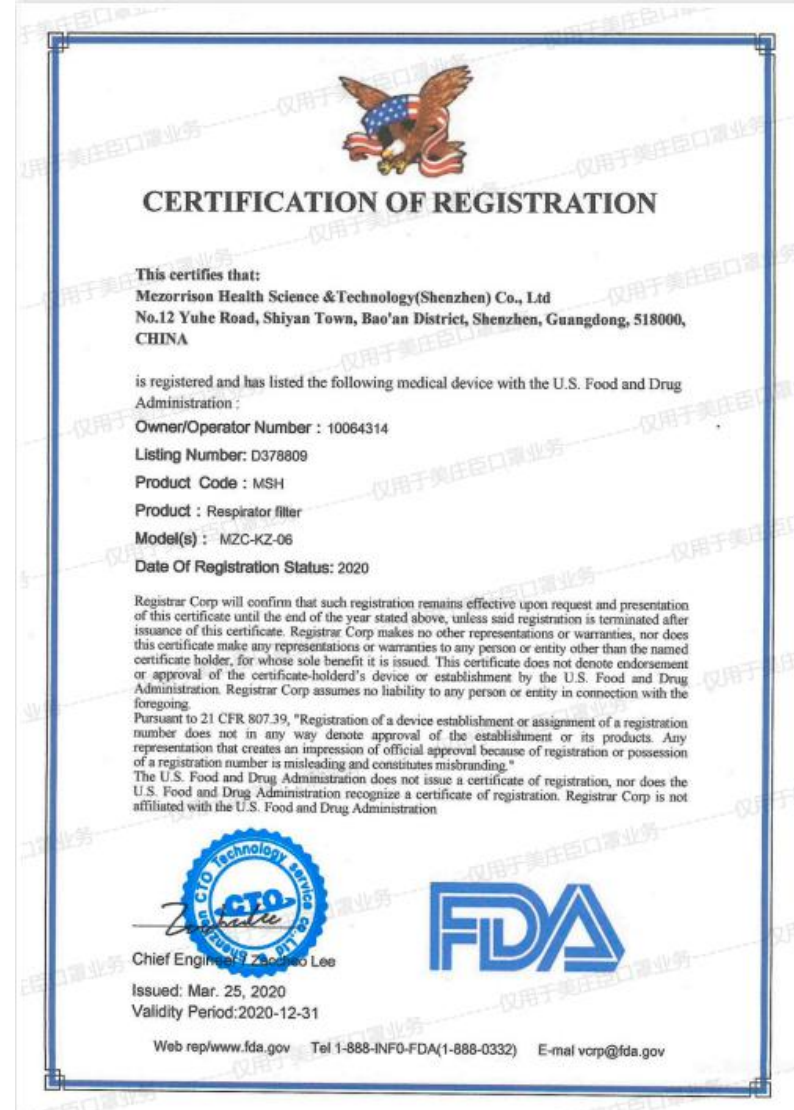 CERTIFICATION OF REGISTRATION
This certifies that:
Mezorrison Health Science &Technology(Shenzhen) Co., Ltd
No.12 Yuhe Road, Shiyan Town, Bao'an District, Shenzhen, Guangdong, 518000,
CHINA
is registered and has listed the following medical device with the U.S. Food and Drug
Administration :
Owner/Operator Number : 10064314
Listing Number: D378809
Product Code : MSH
Product : Respirator filter
Model(s) : MZC-KZ-06
Date Of Registration Status: 2020
Registrar Corp will confirm that such registration remains effective upon request and presentation
of this certificate until the end of the year stated above, unless said registration is terminated after
issuance of this certificate. Registrar Corp makes no other representations or warranties, nor does
this certificate make any representations or warranties to any person or entity other than the named
certificate holder, for whose sole benefit it is issued. This certificate does not denote endorsement
or approval of the certificate-holderd's device or establishment by the U.S. Food and Drug
Administration. Registrar Corp assumes no liability to any person or entity in connection with the
foregoing.
Pursuant to 21 CFR 807.39, "Registration of a device establishment or assignment of a registration
number does not in any way denote approval of the establishment or its products. Any
representation that creates an impression of official approval because of registration or possession
of a registration number is misleading and constitutes misbranding."
The U.S. Food and Drug Administration does not issue a certificate of registration, nor does the
U.S. Food and Drug Administration recognize a certificate of registration. Registrar Corp is not
affiliated with the U.S. Food and Drug Administration
Shenzhen CTO Technology service co.,Ltd
CTO
FDA
Chief Engineer / Zaochao Lee
Issued: Mar. 25, 2020
Validity Period:2020-12-31
Web rep/www.fda.gov Tel 1-888-INF0-FDA(1-888-0332) E-mal vcrp@fda.gov
仅用于美庄臣口罩业务